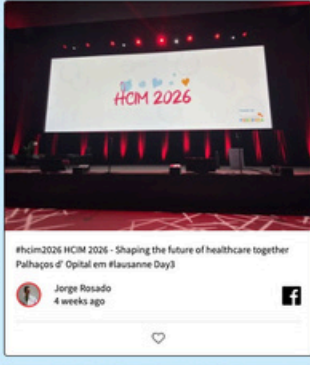 HCIM 2026
#hcim2026 HCIM 2026 - Shaping the future of healthcare together
Palhaços d' Opital em #lausanne Day3
Jorge Rosado
4 weeks ago